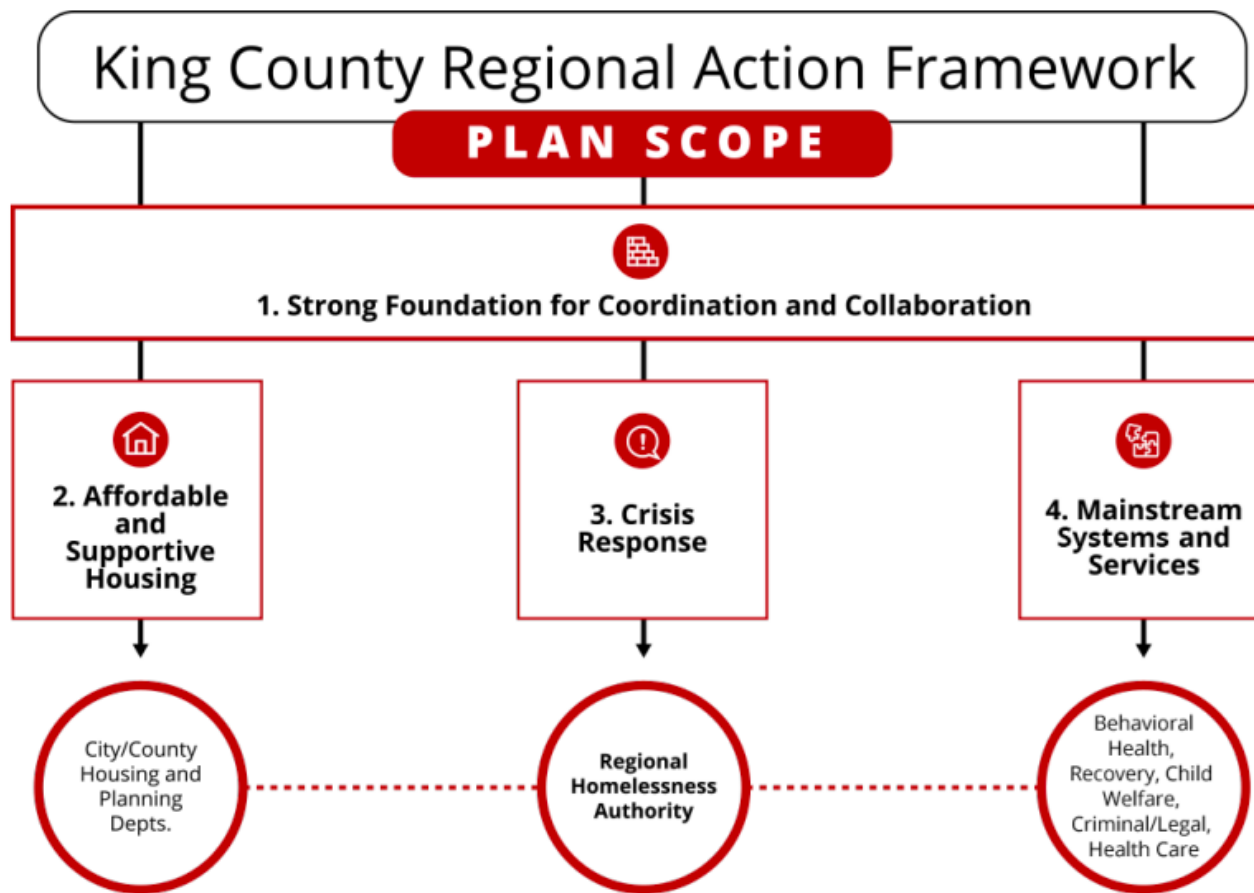 King County Regional Action Framework
PLAN SCOPE
1. Strong Foundation for Coordination and Collaboration
2. Affordable
and
Supportive
Housing
3. Crisis
Response
4. Mainstream
Systems and
Services
City/County
Housing and
Planning
Depts.
Regional
Homelessness
Authority
Behavioral
Health,
Recovery, Child
Welfare,
Criminal/Legal,
Health Care